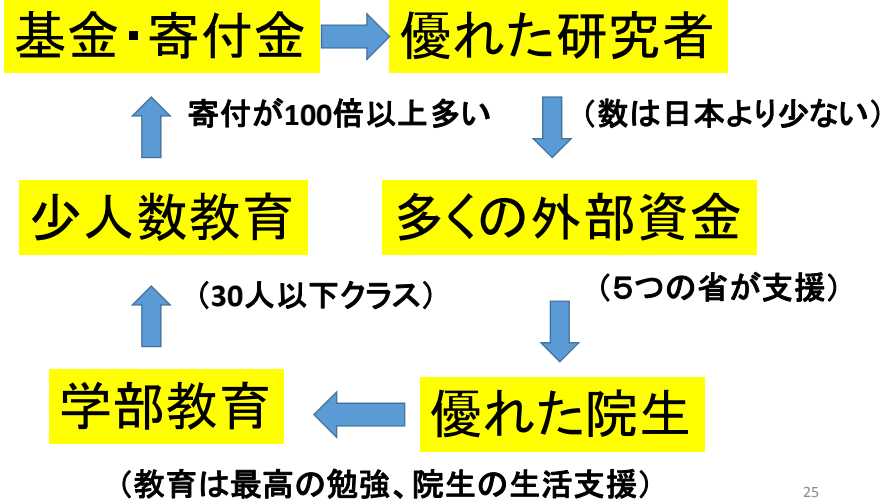 基金・寄付金
優れた研究者
寄付が100倍以上多い
（数は日本より少ない）
少人数教育
多くの外部資金
（30人以下クラス）
（５つの省が支援）
学部教育
優れた院生
（教育は最高の勉強、院生の生活支援）
25